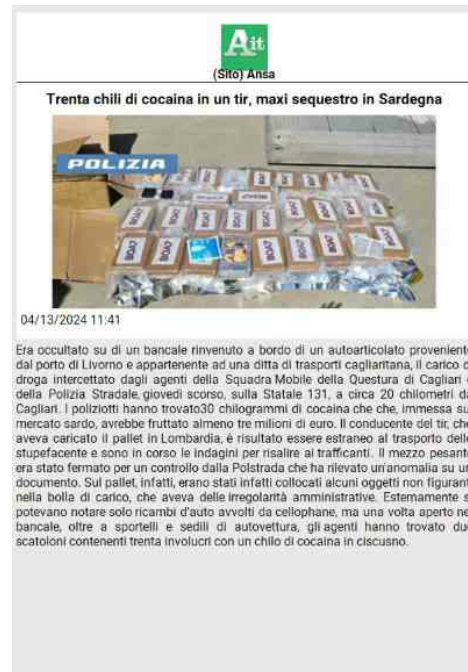 Ait
(Sito) Ansa
Trenta chili di cocaina in un tir, maxi sequestro in Sardegna
POLIZIA
04/13/2024 11:41
Era occultato su di un bancale rinvenuto a bordo di un autoarticolato proveniente
dal porto di Livorno e appartenente ad una ditta di trasporti cagliaritana, il carico d
droga intercettato dagli agenti della Squadra Mobile della Questura di Cagliari e
della Polizia Stradale, giovedì scorso, sulla Statale 131, a circa 20 chilometri da
Cagliari. I poliziotti hanno trovato30 chilogrammi di cocaina che che, immessa su
mercato sardo, avrebbe fruttato almeno tre milioni di euro. Il conducente del tir, che
aveva caricato il pallet in Lombardia, è risultato essere estraneo al trasporto dello
stupefacente e sono in corso le indagini per risalire ai trafficanti. Il mezzo pesante
era stato fermato per un controllo dalla Polstrada che ha rilevato un'anomalia su un
documento. Sul pallet, infatti, erano stati infatti collocati alcuni oggetti non figuranti
nella bolla di carico, che aveva delle irregolarità amministrative. Esternamente s
potevano notare solo ricambi d'auto avvolti da cellophane, ma una volta aperto ne
bancale, oltre a sportelli e sedili di autovettura, gli agenti hanno trovato due
scatoloni contenenti trenta involucri con un chilo di cocaina in ciscusno.